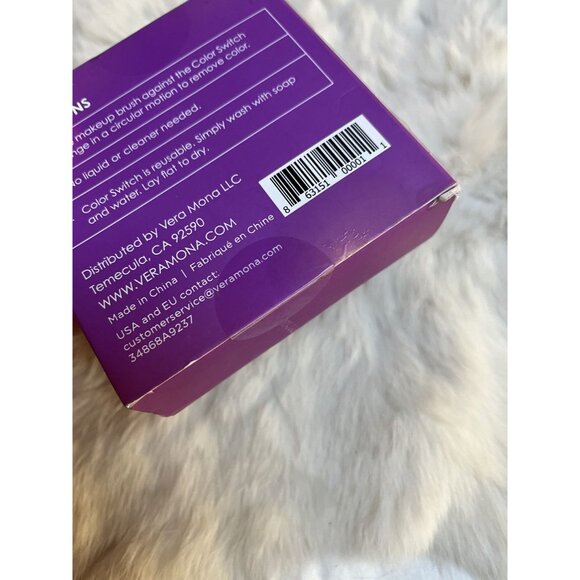 NS
makeup brush against the Color Switch
nge in a circular motion to remove color.
o liquid or cleaner needed.
Color Switch is reusable. Simply wash with soap
and water. Lay flat to dry.
Distributed by Vera Mona LLC
Temecula, CA 92590
WWW.VERAMONA.COM
Made in China | Fabriqué en Chine
USA and EU contact:
customerservice@veramona.com
34868A9237
8 63151 00001 1